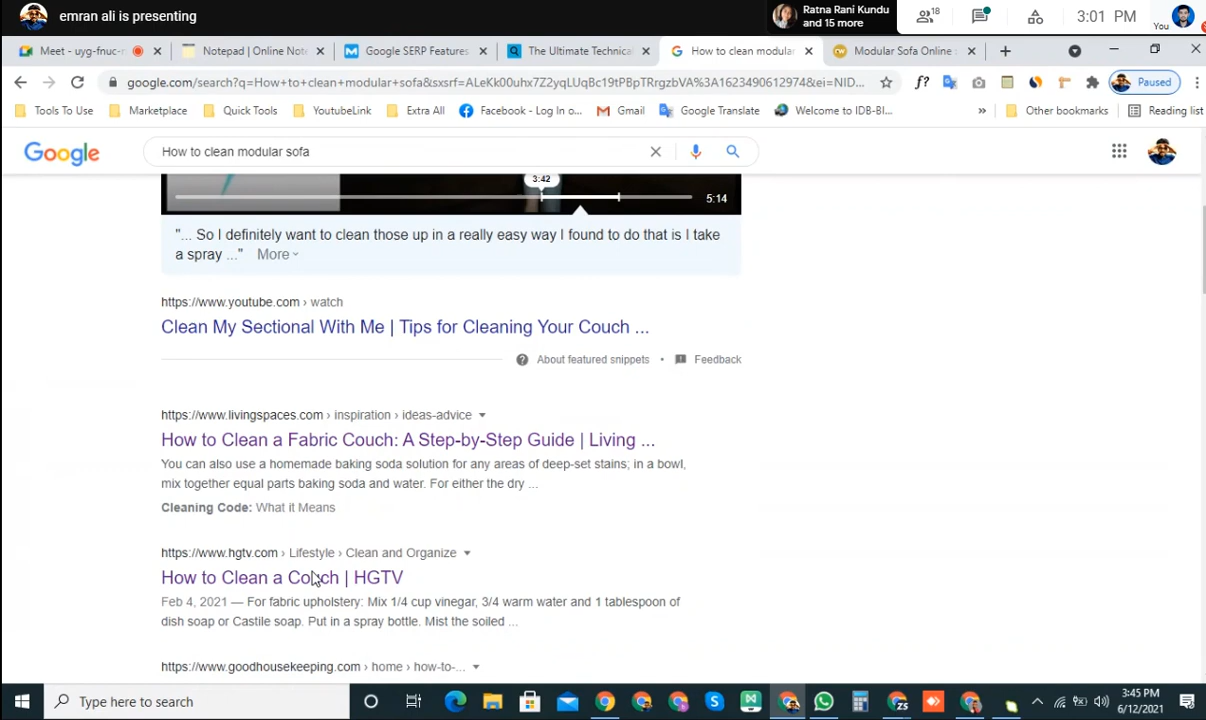 emran ali is presenting
Ratna Rani Kundu
and 15 more
18
3:01 PM
You
Meet - uyg-fnuc-r
Notepad | Online Note
Google SERP Features
The Ultimate Technical
How to clean modular
Modular Sofa Online
google.com/search?q=How+to+clean+modular+sofa&sxsrf=ALeKk00uhx7Z2yqLUqBc19tPBpTRrgzbVA%3A1623490612974&ei=NID...
f?
Paused
Tools To Use
Marketplace
Quick Tools
YoutubeLink
Extra All
Facebook - Log In o...
Gmail
Google Translate
Welcome to IDB-BI...
»
Other bookmarks
Reading list
Google
How to clean modular sofa
3:42
5:14
"... So I definitely want to clean those up in a really easy way I found to do that is I take
a spray ..." More
https://www.youtube.com › watch
Clean My Sectional With Me | Tips for Cleaning Your Couch ...
About featured snippets • Feedback
https://www.livingspaces.com › inspiration › ideas-advice
How to Clean a Fabric Couch: A Step-by-Step Guide | Living ...
You can also use a homemade baking soda solution for any areas of deep-set stains; in a bowl,
mix together equal parts baking soda and water. For either the dry ...
Cleaning Code: What it Means
https://www.hgtv.com › Lifestyle › Clean and Organize
How to Clean a Couch | HGTV
Feb 4, 2021 — For fabric upholstery: Mix 1/4 cup vinegar, 3/4 warm water and 1 tablespoon of
dish soap or Castile soap. Put in a spray bottle. Mist the soiled ...
https://www.goodhousekeeping.com › home › how-to-...
Type here to search
3:45 PM
6/12/2021